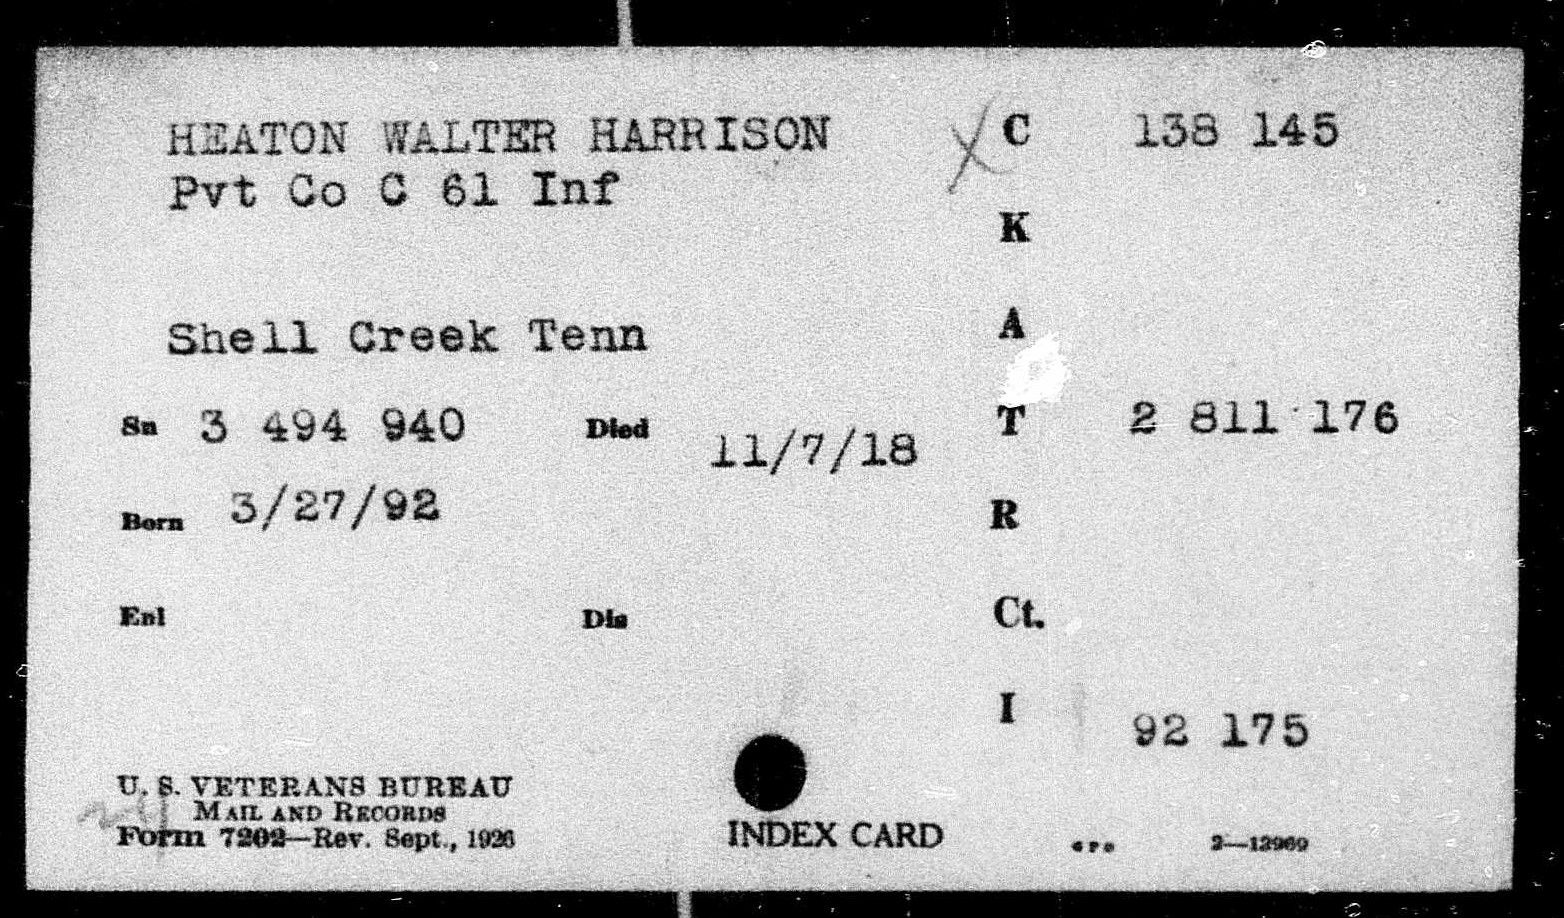 HEATON WALTER HARRISON
Pvt Co C 61 Inf
C 138 145
K
Shell Creek Tenn
A
Sn 3 494 940 Died 11/7/18
T 2 811 176
Born 3/27/92
R
Enl Dis
Ct.
I 92 175
U. S. VETERANS BUREAU
MAIL AND RECORDS
Form 7202—Rev. Sept., 1926
INDEX CARD
GPO 2—12969